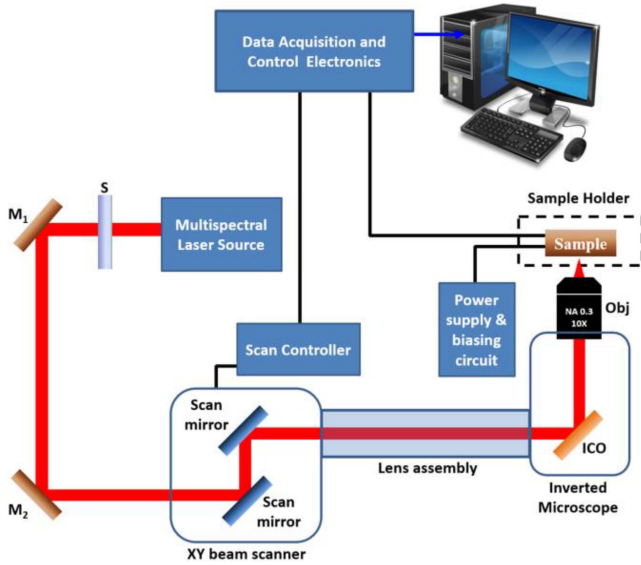 Data Acquisition and
Control Electronics
S
M1
Multispectral
Laser Source
Sample Holder
Sample
Obj
NA 0.3
10X
Power
supply &
biasing
circuit
Scan Controller
Scan
mirror
Lens assembly
ICO
Inverted
Microscope
M2
Scan
mirror
XY beam scanner